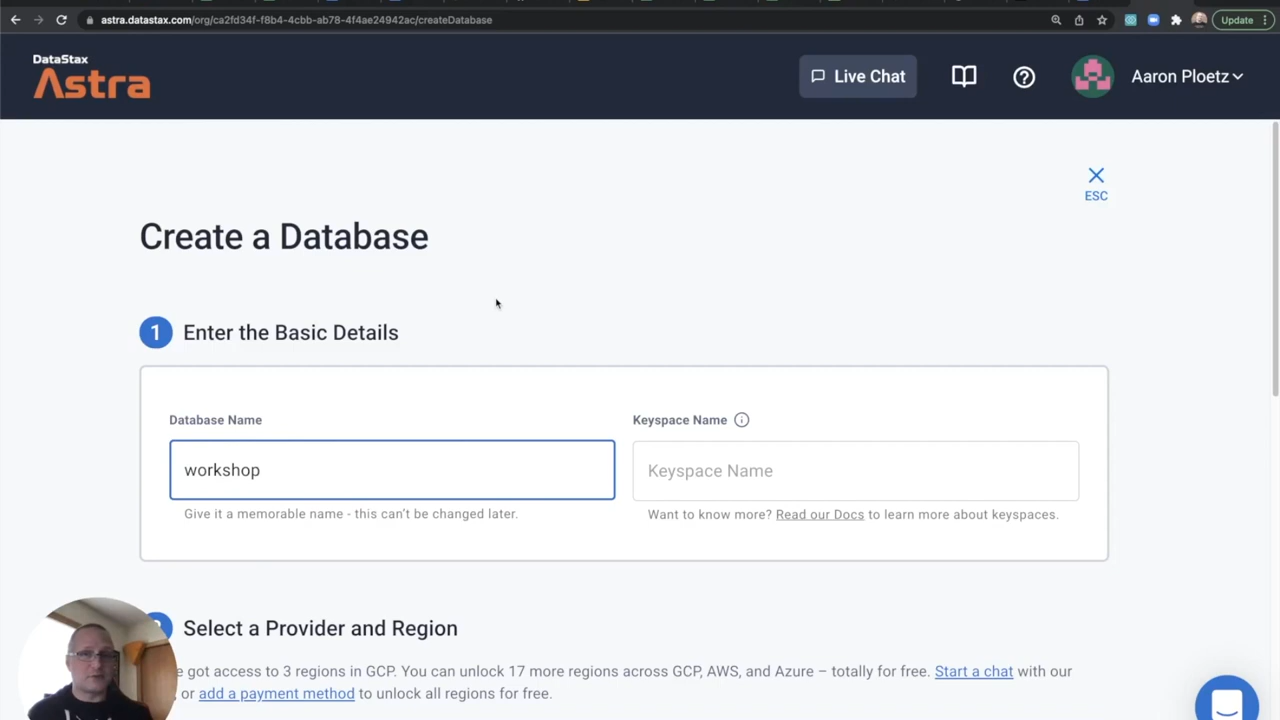 astra.datastax.com/org/ca2fd34f-f8b4-4cbb-ab78-4f4ae24942ac/createDatabase
Update
DataStax
Astra
Live Chat
Aaron Ploetz
ESC
Create a Database
1 Enter the Basic Details
Database Name
Keyspace Name
workshop
Keyspace Name
Give it a memorable name - this can't be changed later.
Want to know more? Read our Docs to learn more about keyspaces.
Select a Provider and Region
got access to 3 regions in GCP. You can unlock 17 more regions across GCP, AWS, and Azure – totally for free. Start a chat with our
or add a payment method to unlock all regions for free.